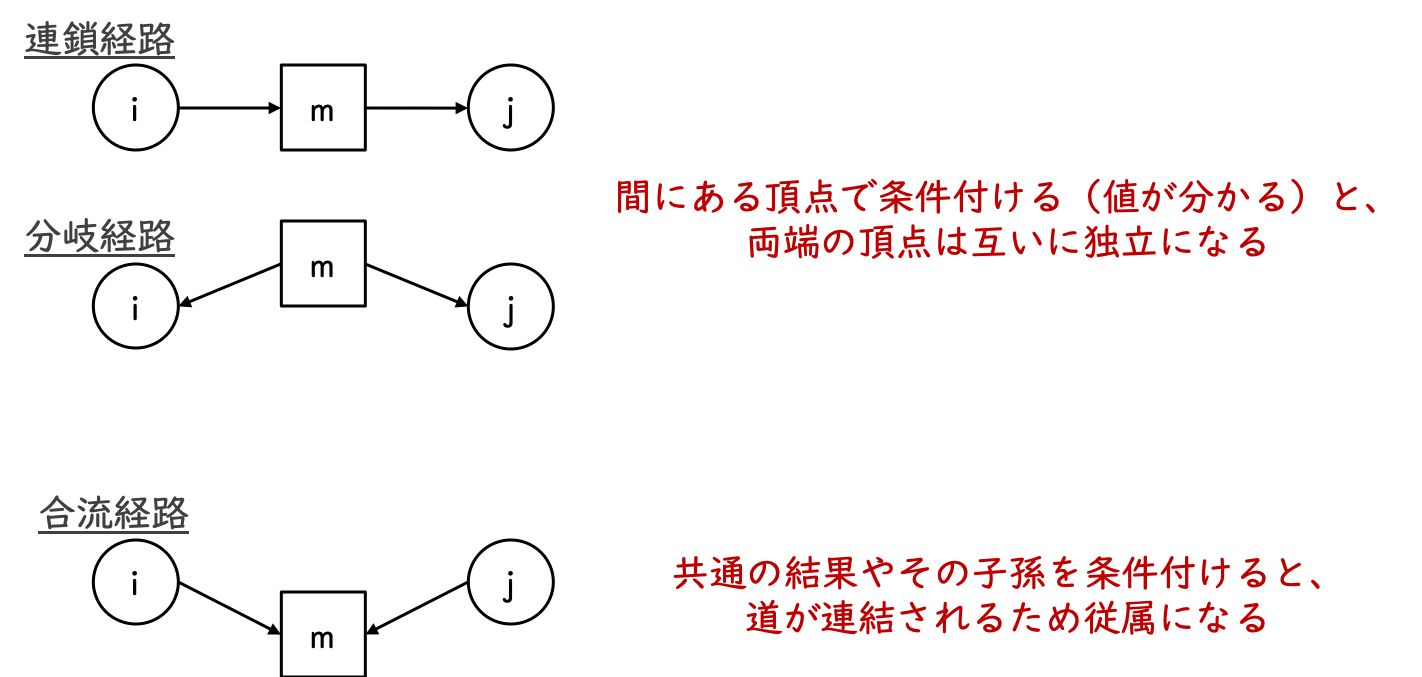 連鎖経路
i
m
j
間にある頂点で条件付ける（値が分かる）と、
両端の頂点は互いに独立になる
分岐経路
m
i
j
合流経路
i
j
m
共通の結果やその子孫を条件付けると、
道が連結されるため従属になる